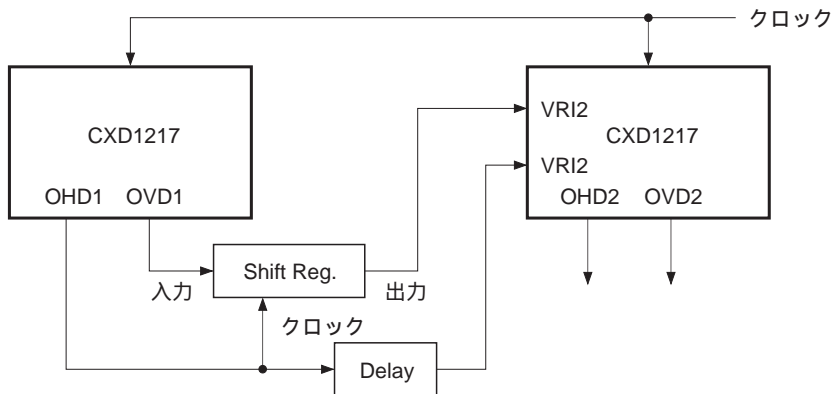 クロック
CXD1217
OHD1 OVD1
VRI2
CXD1217
VRI2
OHD2 OVD2
Shift Reg.
入力
出力
クロック
Delay